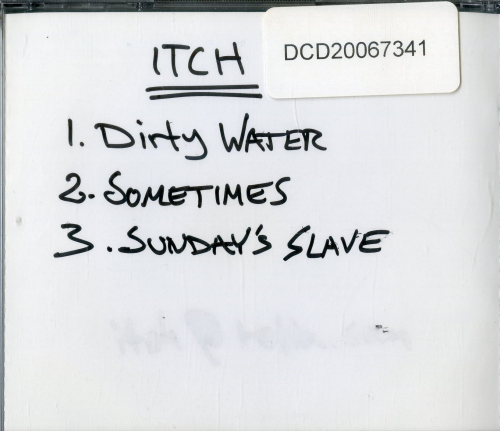 ITCH
DCD20067341
1. Dirty WATER
2. SOMETIMES
3. SUNDAY'S SLAVE